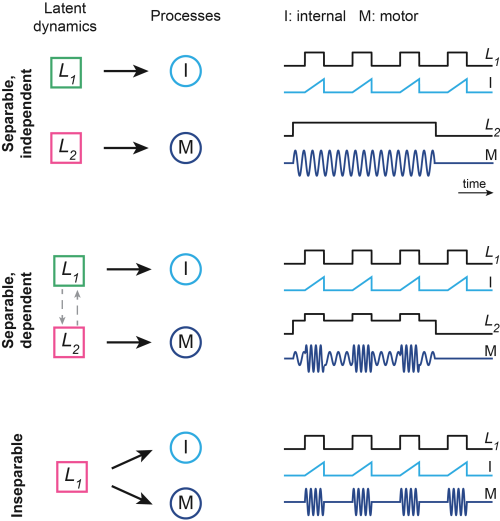 Latent dynamics
Processes
I: internal M: motor
Separable, independent
L1
I
L2
M
L1
I
L2
M
time
Separable, dependent
L1
I
L2
M
L1
I
L2
M
Inseparable
L1
I
M
L1
I
M